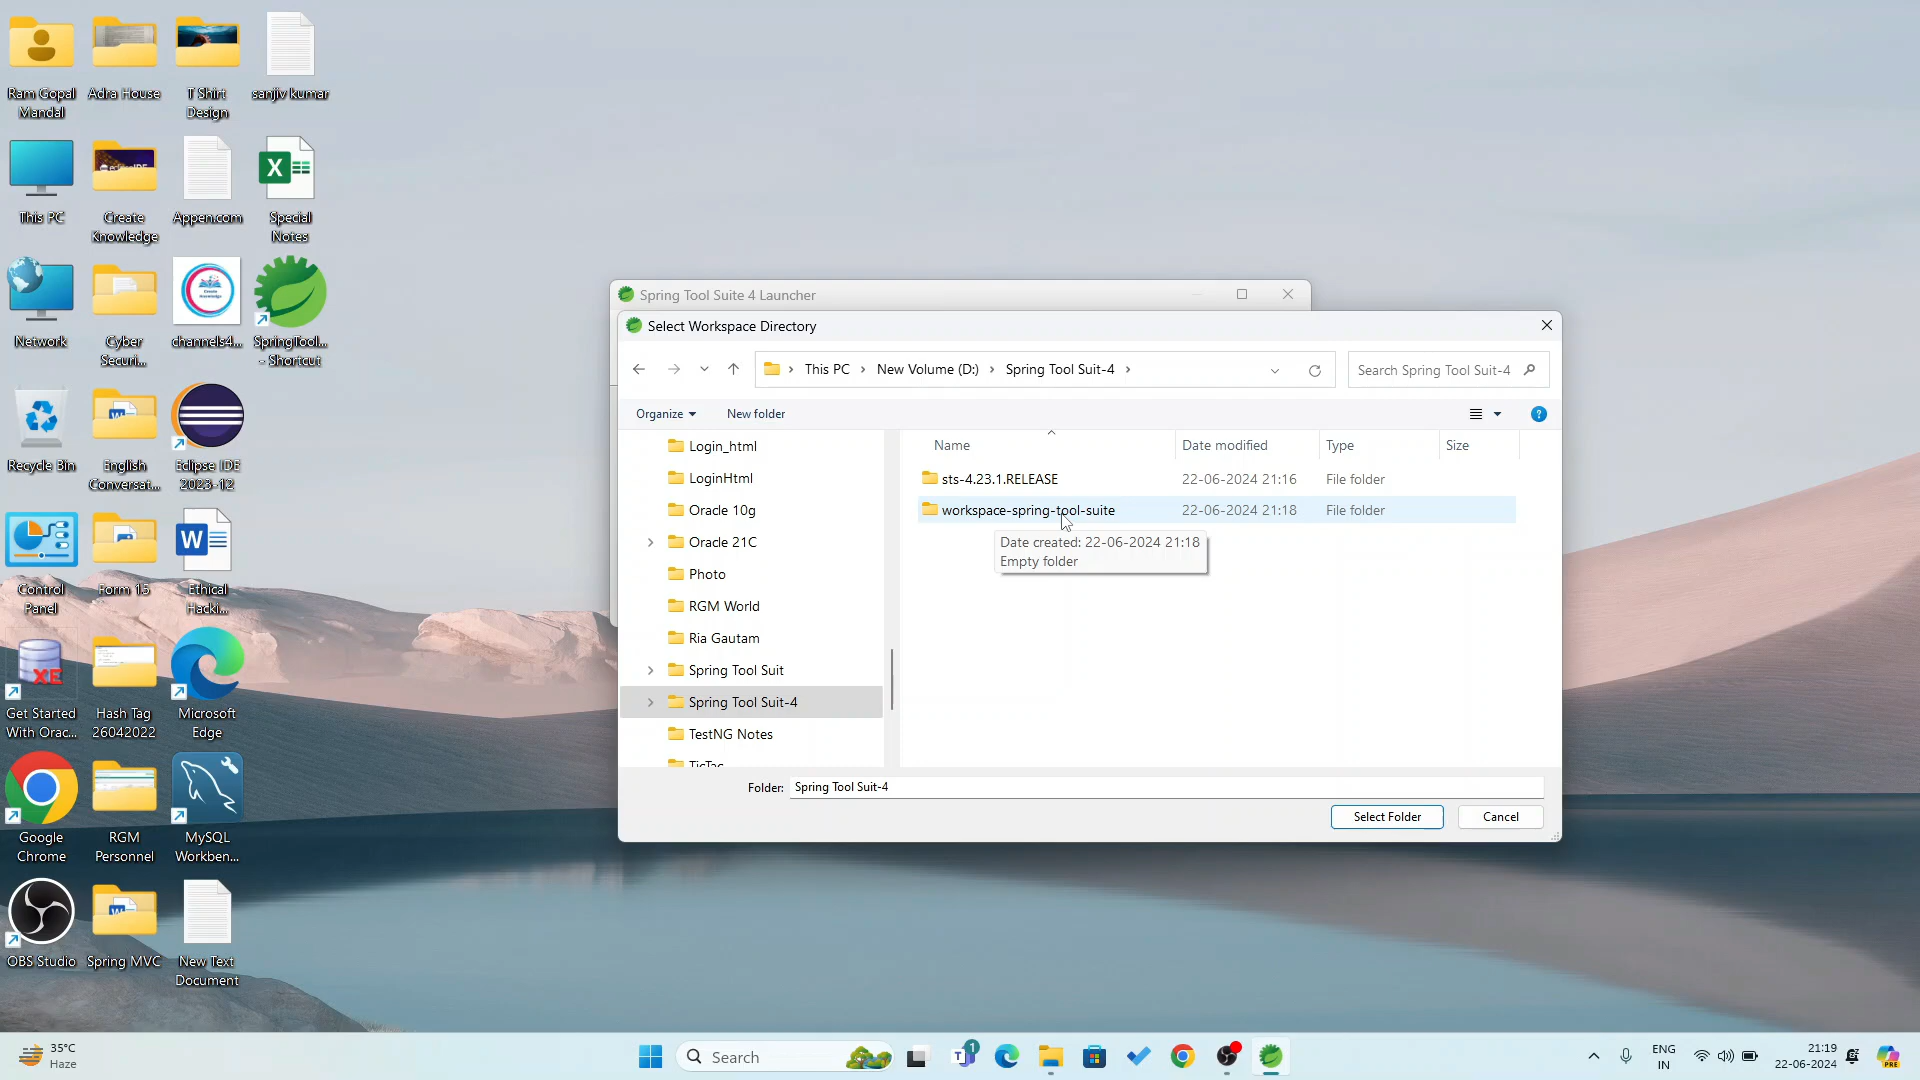 Ram Gopal
Mandal
Adra House
T Shirt
Design
sanjiv kumar
This PC
Create
Knowledge
Appen.com
Special
Notes
Network
Cyber
Securi...
channels4...
SpringTool...
- Shortcut
Recycle Bin
English
Conversat...
Eclipse IDE
2023-12
Control
Panel
Form 15
Ethical
Hacki...
Get Started
With Orac...
Hash Tag
26042022
Microsoft
Edge
Google
Chrome
RGM
Personnel
MySQL
Workben...
OBS Studio
Spring MVC
New Text
Document
Spring Tool Suite 4 Launcher
Select Workspace Directory
This PC
New Volume (D:)
Spring Tool Suit-4
Search Spring Tool Suit-4
Organize
New folder
Login_html
LoginHtml
Oracle 10g
Oracle 21C
Photo
RGM World
Ria Gautam
Spring Tool Suit
Spring Tool Suit-4
TestNG Notes
TicTac
Name Date modified Type Size
sts-4.23.1.RELEASE 22-06-2024 21:16 File folder
workspace-spring-tool-suite 22-06-2024 21:18 File folder
Date created: 22-06-2024 21:18
Empty folder
Folder: Spring Tool Suit-4
Select Folder
Cancel
35°C
Haze
Search
1
ENG
IN
21:19
22-06-2024
PRE